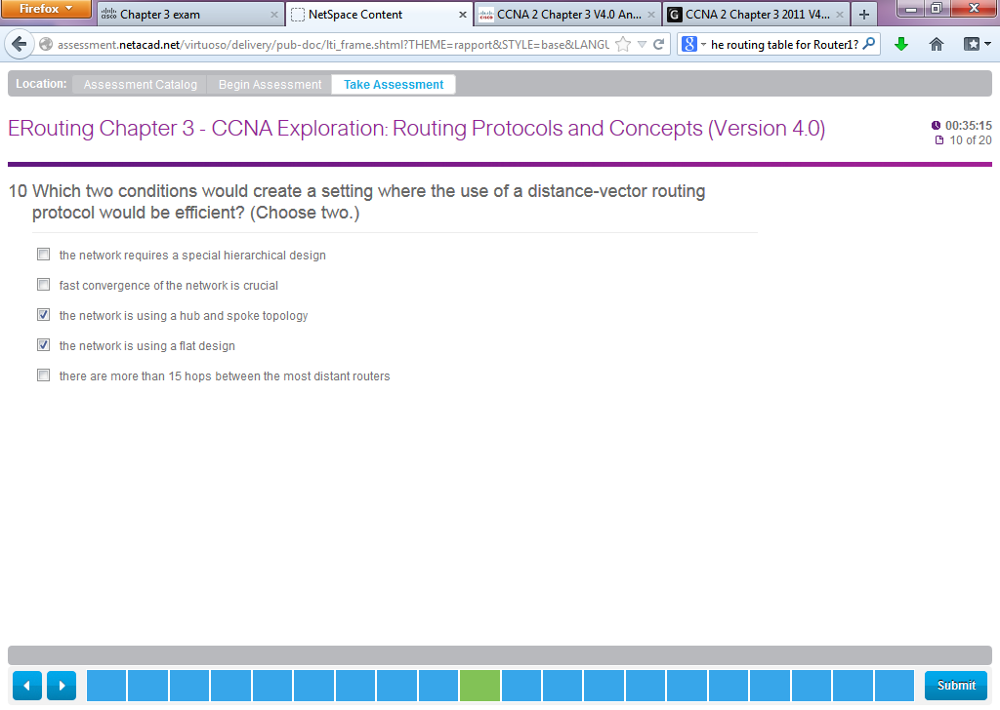 Firefox
Chapter 3 exam
NetSpace Content
CCNA 2 Chapter 3 V4.0 An...
CCNA 2 Chapter 3 2011 V4...
assessment.netacad.net/virtuoso/delivery/pub-doc/lti_frame.shtml?THEME=rapport&STYLE=base&LANGU
he routing table for Router1?
Location:
Assessment Catalog
Begin Assessment
Take Assessment
ERouting Chapter 3 - CCNA Exploration: Routing Protocols and Concepts (Version 4.0)
00:35:15
10 of 20
10 Which two conditions would create a setting where the use of a distance-vector routing
protocol would be efficient? (Choose two.)
the network requires a special hierarchical design
fast convergence of the network is crucial
the network is using a hub and spoke topology
the network is using a flat design
there are more than 15 hops between the most distant routers
Submit